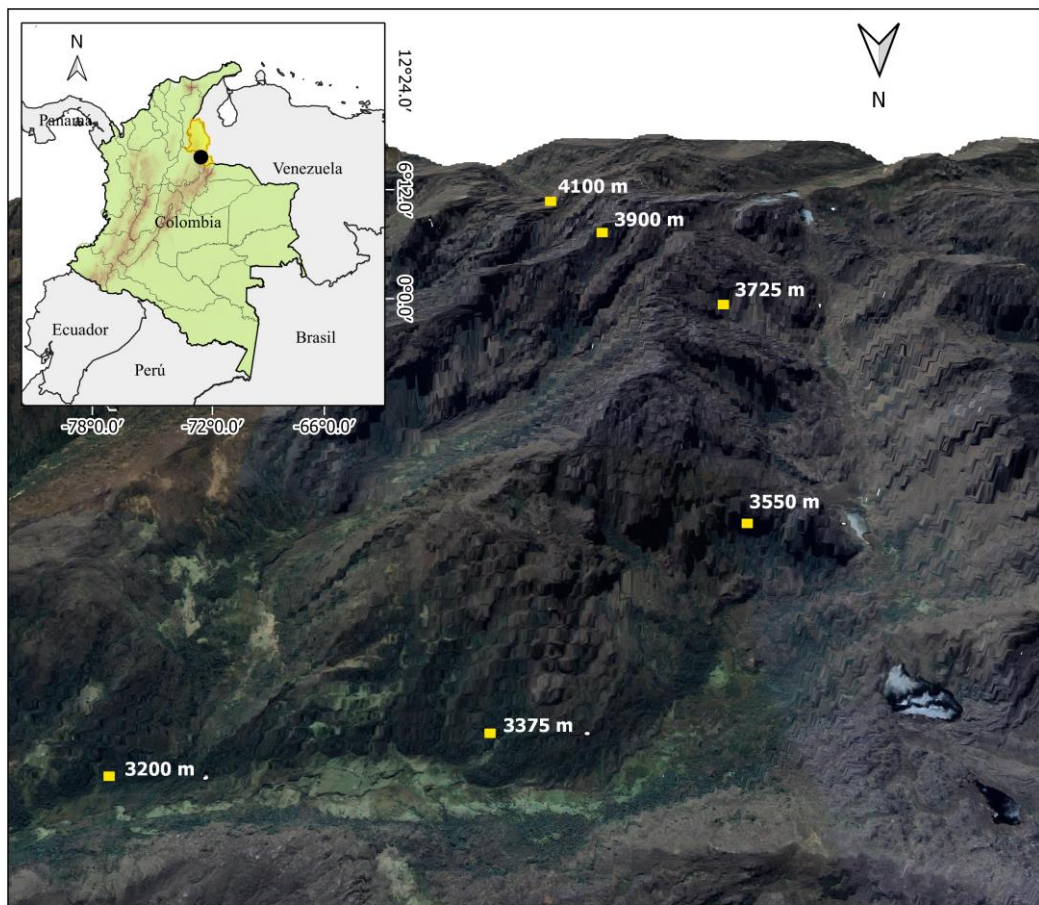 N
Panamá
Venezuela
Colombia
Ecuador
Perú
Brasil
12°24.0'
6°12.0'
0°0.0'
-78°0.0'
-72°0.0'
-66°0.0'
N
4100 m
3900 m
3725 m
3550 m
3375 m
3200 m